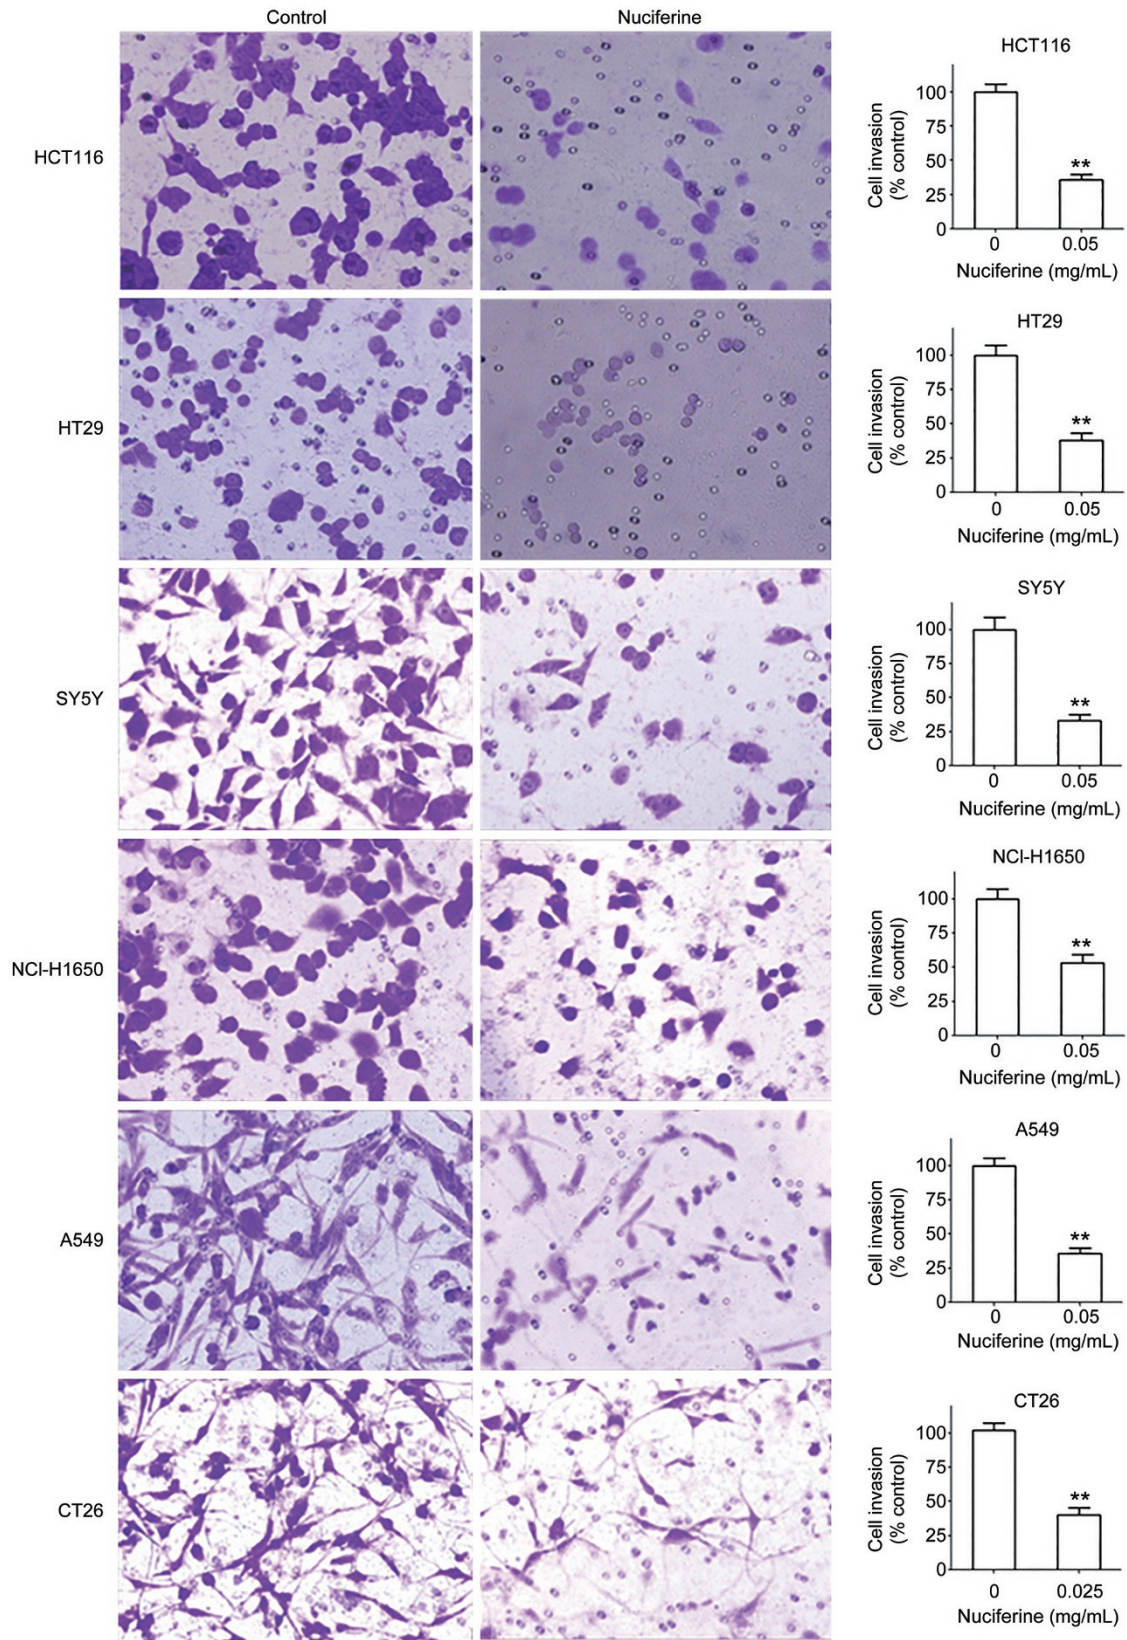 Control
Nuciferine
HCT116
HCT116
Cell invasion
(% control)
100
75
50
25
0
**
0
0.05
Nuciferine (mg/mL)
HT29
HT29
Cell invasion
(% control)
100
75
50
25
0
**
0
0.05
Nuciferine (mg/mL)
SY5Y
SY5Y
Cell invasion
(% control)
100
75
50
25
0
**
0
0.05
Nuciferine (mg/mL)
NCI-H1650
NCI-H1650
Cell invasion
(% control)
100
75
50
25
0
**
0
0.05
Nuciferine (mg/mL)
A549
A549
Cell invasion
(% control)
100
75
50
25
0
**
0
0.05
Nuciferine (mg/mL)
CT26
CT26
Cell invasion
(% control)
100
75
50
25
0
**
0
0.025
Nuciferine (mg/mL)